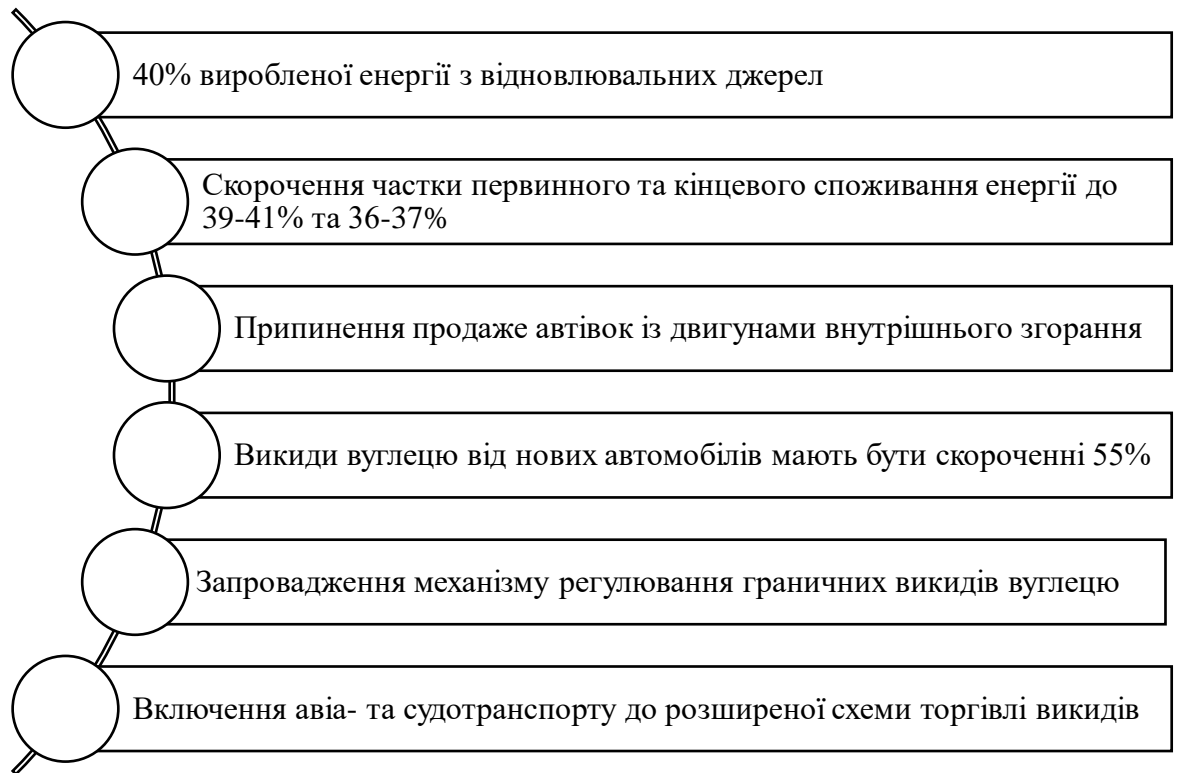 40% виробленої енергії з відновлювальних джерел
Скорочення частки первинного та кінцевого споживання енергії до
39-41% та 36-37%
Припинення продаже автівок із двигунами внутрішнього згорання
Викиди вуглецю від нових автомобілів мають бути скороченні 55%
Запровадження механізму регулювання граничних викидів вуглецю
Включення авіа- та судотранспорту до розширеної схеми торгівлі викидів